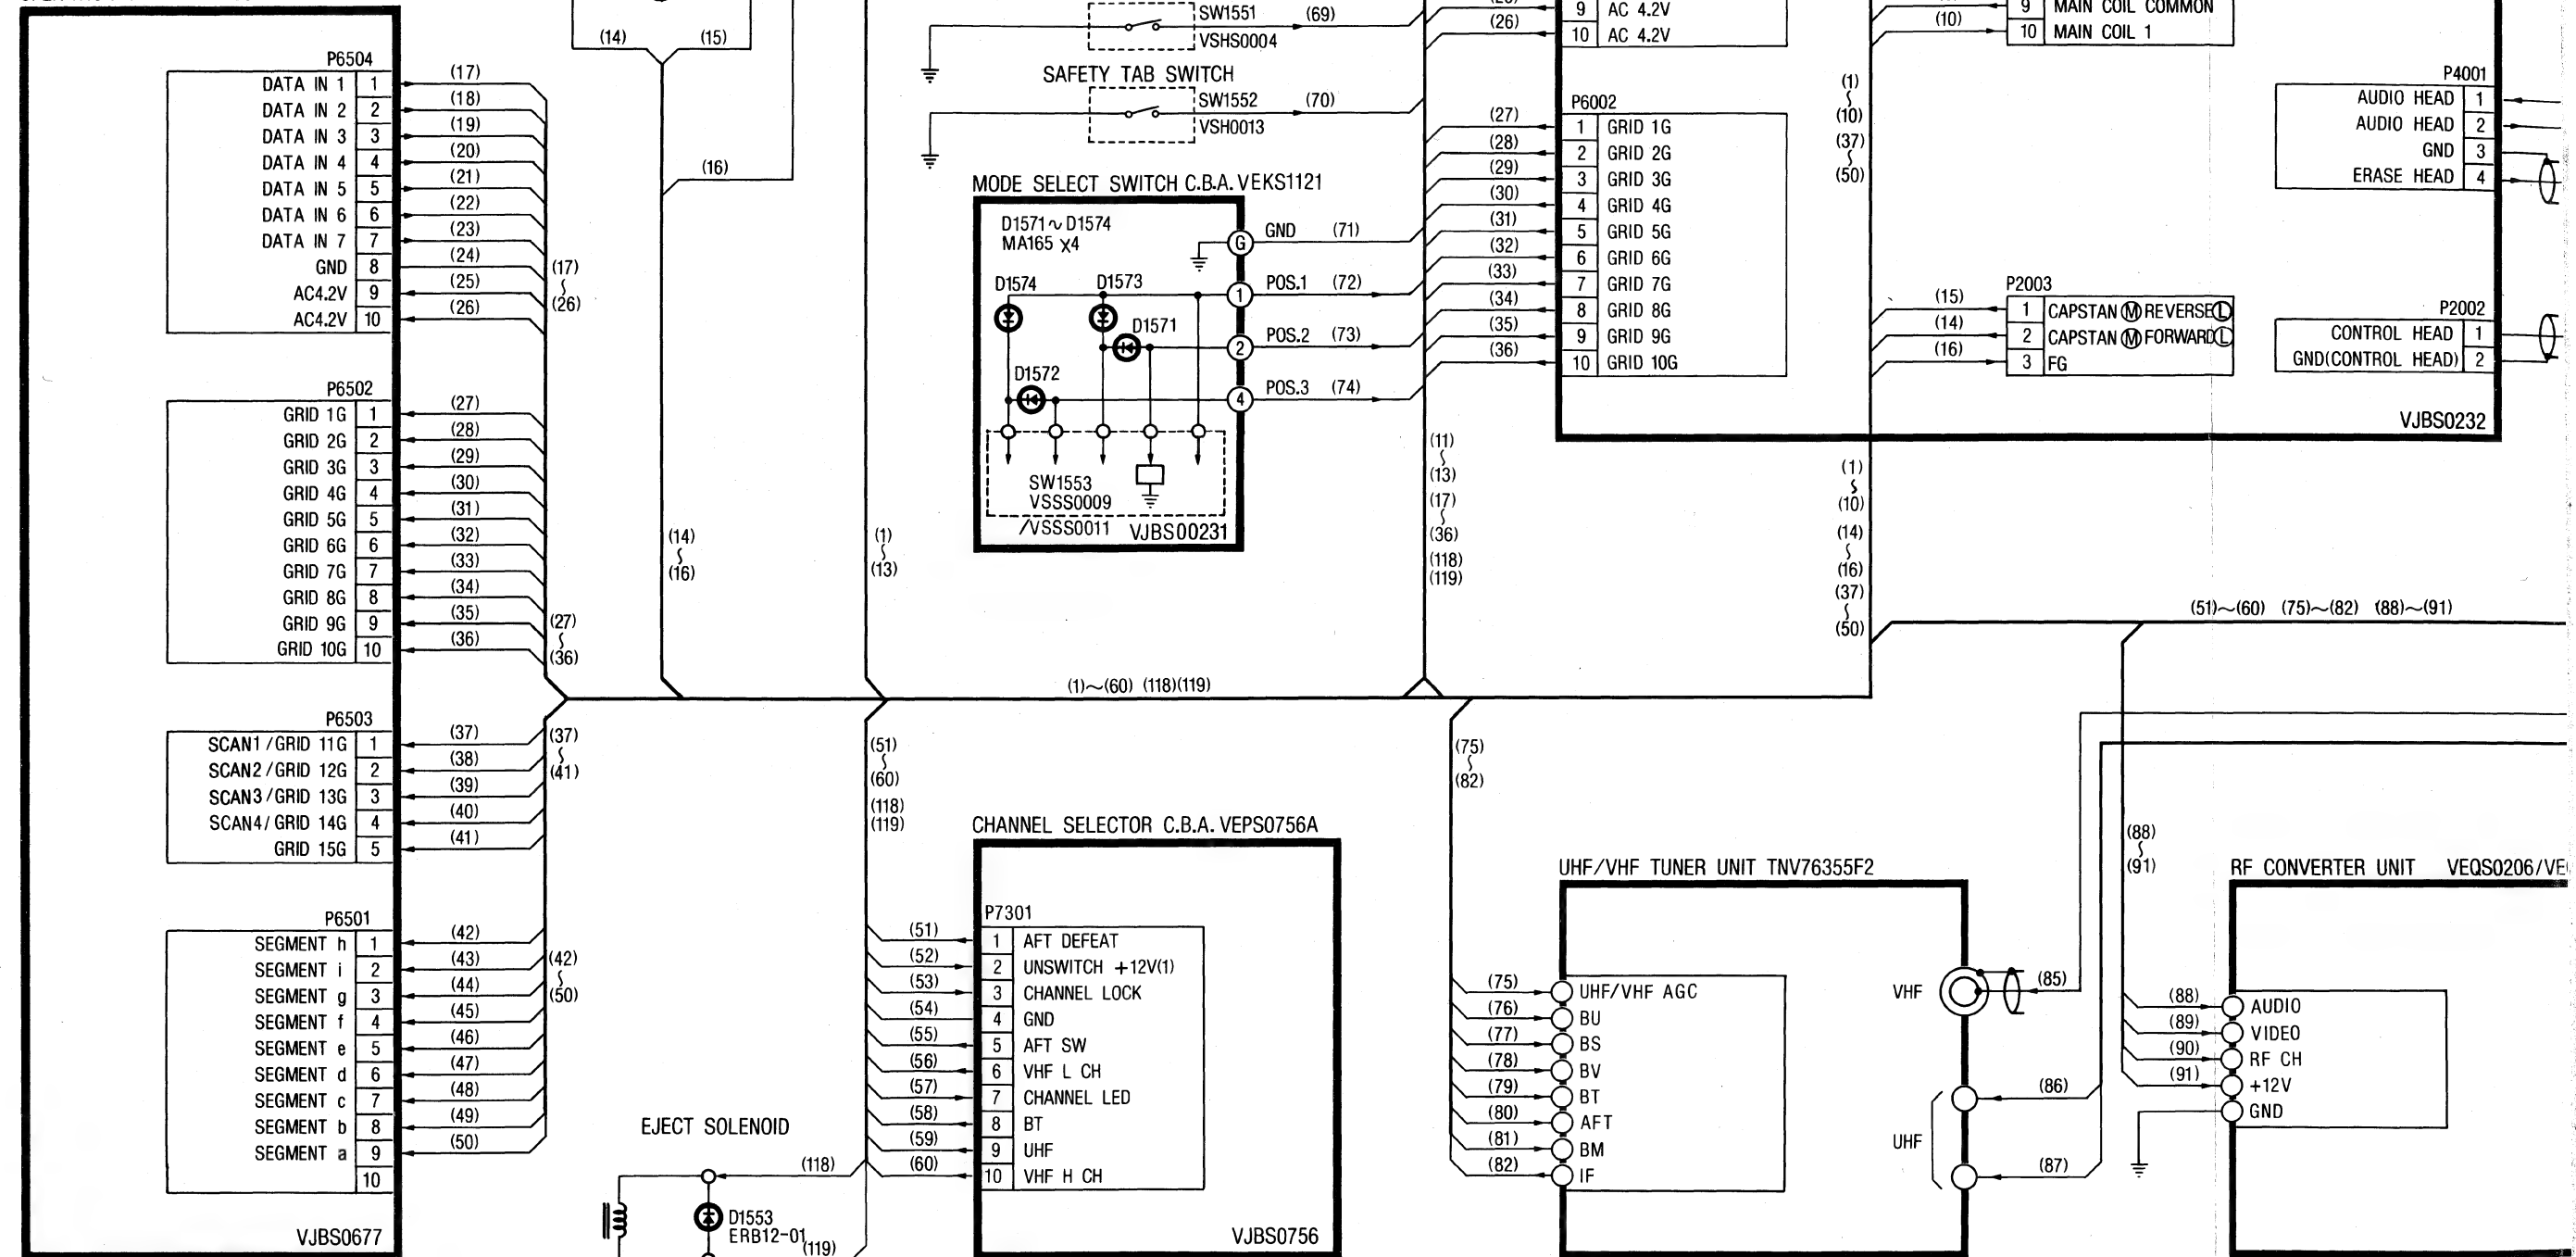 P6504
DATA IN 1 1 (17)
DATA IN 2 2 (18)
DATA IN 3 3 (19)
DATA IN 4 4 (20)
DATA IN 5 5 (21)
DATA IN 6 6 (22)
DATA IN 7 7 (23)
GND 8 (24)
AC4.2V 9 (25)
AC4.2V 10 (26)
(17)
(26)
P6502
GRID 1G 1 (27)
GRID 2G 2 (28)
GRID 3G 3 (29)
GRID 4G 4 (30)
GRID 5G 5 (31)
GRID 6G 6 (32)
GRID 7G 7 (33)
GRID 8G 8 (34)
GRID 9G 9 (35)
GRID 10G 10 (36)
(27)
(36)
P6503
SCAN1/GRID 11G 1 (37)
SCAN2/GRID 12G 2 (38)
SCAN3/GRID 13G 3 (39)
SCAN4/GRID 14G 4 (40)
GRID 15G 5 (41)
(37)
(41)
P6501
SEGMENT h 1 (42)
SEGMENT i 2 (43)
SEGMENT g 3 (44)
SEGMENT f 4 (45)
SEGMENT e 5 (46)
SEGMENT d 6 (47)
SEGMENT c 7 (48)
SEGMENT b 8 (49)
SEGMENT a 9 (50)
10
(42)
(50)
VJBS0677
(14) (15)
(16)
(14)
(16)
(1)
(13)
SW1551 (69)
VSHS0004
SAFETY TAB SWITCH
SW1552 (70)
VSH0013
MODE SELECT SWITCH C.B.A. VEKS1121
D1571~D1574
MA165 X4
D1574 D1573
D1571
D1572
G GND (71)
1 POS.1 (72)
2 POS.2 (73)
4 POS.3 (74)
SW1553
VSSS0009
/VSSS0011
VJBS00231
(1)~(60) (118)(119)
9 AC 4.2V
(26) 10 AC 4.2V
P6002
(27) 1 GRID 1G
(28) 2 GRID 2G
(29) 3 GRID 3G
(30) 4 GRID 4G
(31) 5 GRID 5G
(32) 6 GRID 6G
(33) 7 GRID 7G
(34) 8 GRID 8G
(35) 9 GRID 9G
(36) 10 GRID 10G
(11)
(13)
(17)
(36)
(118)
(119)
9 MAIN COIL COMMON
(10) 10 MAIN COIL 1
(1)
(10)
(37)
(50)
P4001
AUDIO HEAD 1
AUDIO HEAD 2
GND 3
ERASE HEAD 4
P2003
(15) 1 CAPSTAN M REVERSE L
(14) 2 CAPSTAN M FORWARD L
(16) 3 FG
P2002
CONTROL HEAD 1
GND(CONTROL HEAD) 2
VJBS0232
(1)
(10)
(14)
(16)
(37)
(50)
(51)~(60) (75)~(82) (88)~(91)
(51)
(60)
(118)
(119)
CHANNEL SELECTOR C.B.A. VEPS0756A
P7301
(51) 1 AFT DEFEAT
(52) 2 UNSWITCH +12V(1)
(53) 3 CHANNEL LOCK
(54) 4 GND
(55) 5 AFT SW
(56) 6 VHF L CH
(57) 7 CHANNEL LED
(58) 8 BT
(59) 9 UHF
(60) 10 VHF H CH
VJBS0756
EJECT SOLENOID
(118)
D1553
ERB12-01
(119)
(75)
(82)
UHF/VHF TUNER UNIT TNV76355F2
(75) UHF/VHF AGC
(76) BU
(77) BS
(78) BV
(79) BT
(80) AFT
(81) BM
(82) IF
VHF (85)
UHF (86)
(87)
(88)
(91)
RF CONVERTER UNIT VEQS0206/VE
(88) AUDIO
(89) VIDEO
(90) RF CH
(91) +12V
GND